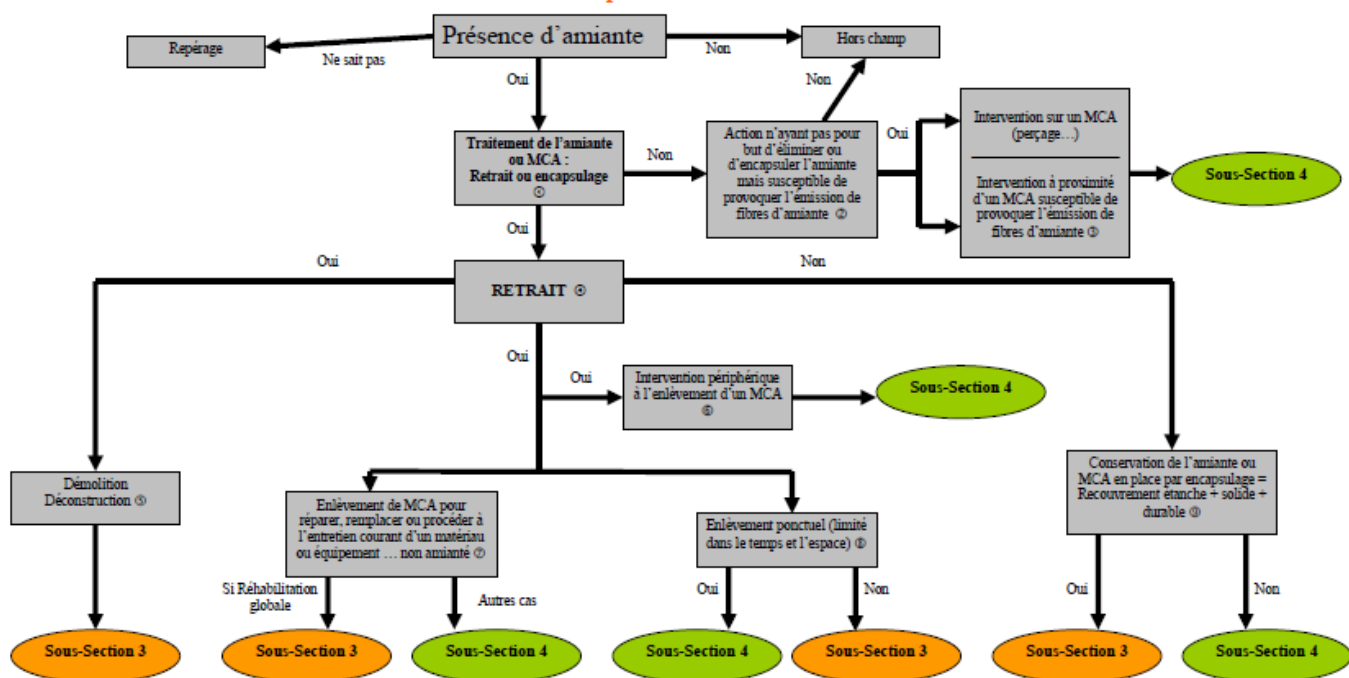 Présence d'amiante
Repérage
Ne sait pas
Non
Hors champ
Oui
Non
Traitement de l'amiante
ou MCA :
Retrait ou encapsulage
①
Non
Action n'ayant pas pour
but d'éliminer ou
d'encapsuler l'amiante
mais susceptible de
provoquer l'émission de
fibres d'amiante ②
Oui
Intervention sur un MCA
(perçage…)
Intervention à proximité
d'un MCA susceptible de
provoquer l'émission de
fibres d'amiante ③
Sous-Section 4
Oui
Oui
RETRAIT ④
Non
Oui
Oui
Intervention périphérique
à l'enlèvement d'un MCA
⑥
Sous-Section 4
Démolition
Déconstruction ⑤
Enlèvement de MCA pour
réparer, remplacer ou procéder à
l'entretien courant d'un matériau
ou équipement … non amianté ⑦
Enlèvement ponctuel (limité
dans le temps et l'espace) ⑧
Conservation de l'amiante ou
MCA en place par encapsulage =
Recouvrement étanche + solide +
durable
Si Réhabilitation
globale
Autres cas
Oui
Non
Oui
Non
Sous-Section 3
Sous-Section 3
Sous-Section 4
Sous-Section 4
Sous-Section 3
Sous-Section 3
Sous-Section 4